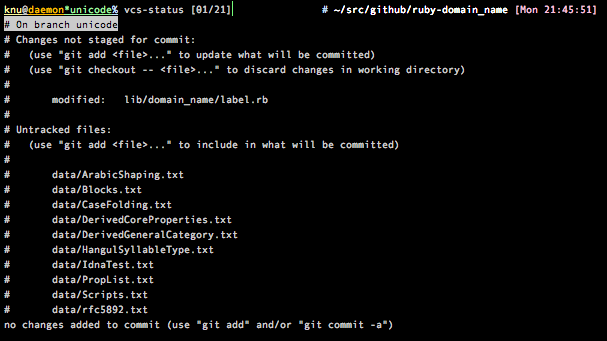 knu@daemon*unicode% vcs-status [01/21] # ~/src/github/ruby-domain_name [Mon 21:45:51]
# On branch unicode
# Changes not staged for commit:
#   (use "git add <file>..." to update what will be committed)
#   (use "git checkout -- <file>..." to discard changes in working directory)
#
#       modified:   lib/domain_name/label.rb
#
# Untracked files:
#   (use "git add <file>..." to include in what will be committed)
#
#       data/ArabicShaping.txt
#       data/Blocks.txt
#       data/CaseFolding.txt
#       data/DerivedCoreProperties.txt
#       data/DerivedGeneralCategory.txt
#       data/HangulSyllableType.txt
#       data/IdnaTest.txt
#       data/PropList.txt
#       data/Scripts.txt
#       data/rfc5892.txt
no changes added to commit (use "git add" and/or "git commit -a")